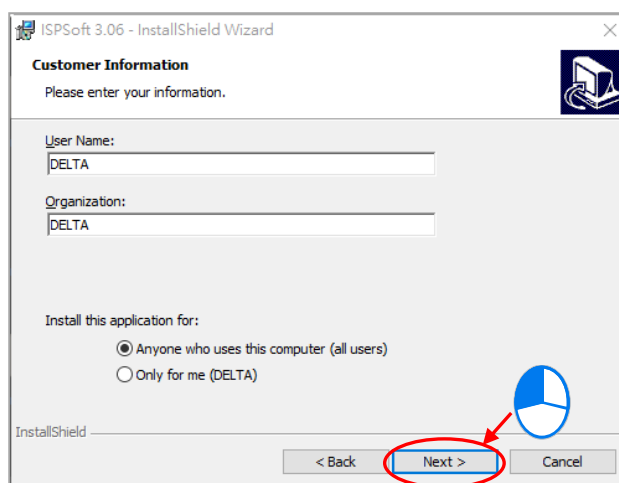 ISPSoft 3.06 - InstallShield Wizard
Customer Information
Please enter your information.
User Name:
DELTA
Organization:
DELTA
Install this application for:
Anyone who uses this computer (all users)
Only for me (DELTA)
InstallShield
< Back Next > Cancel